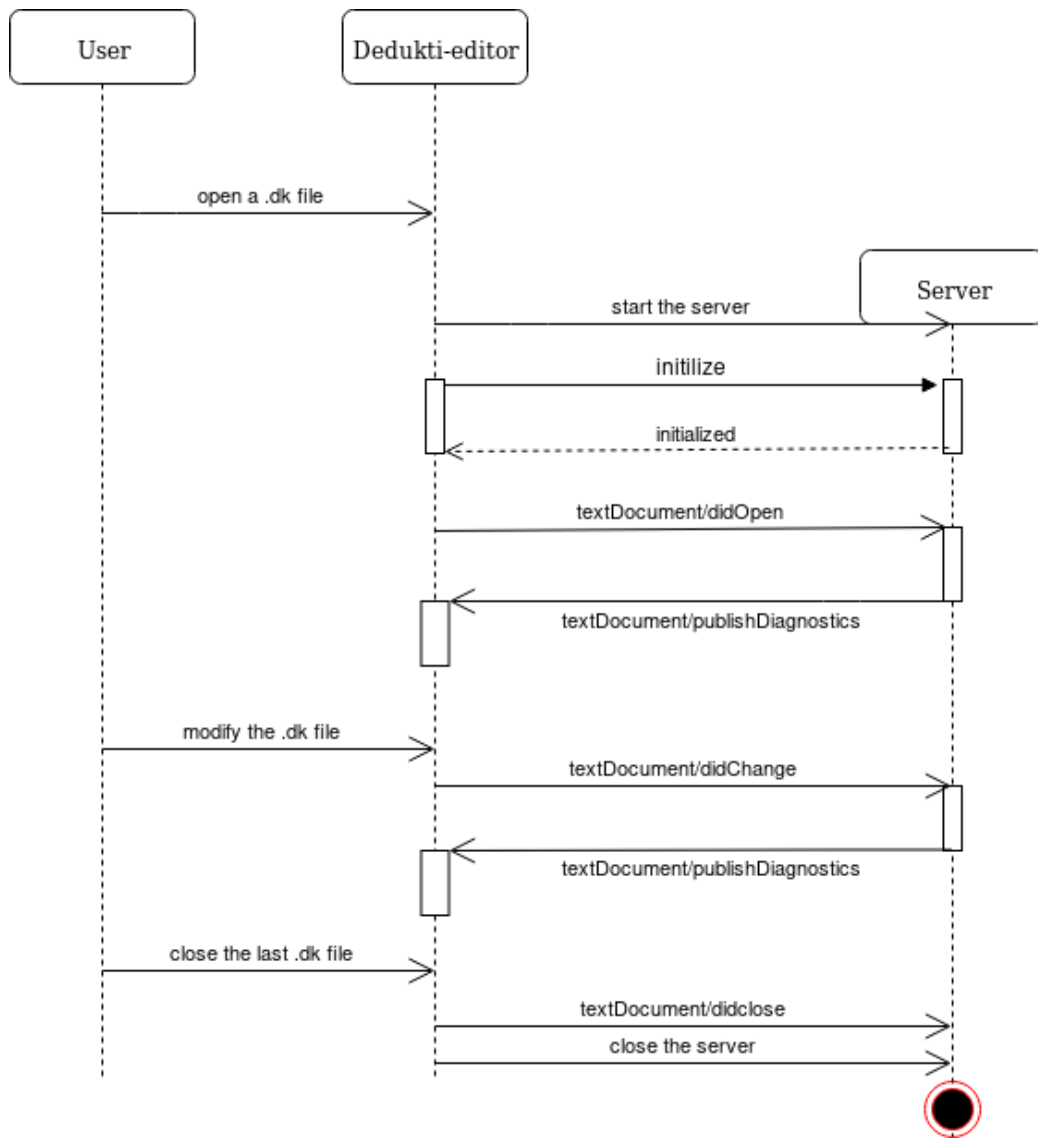 User
Dedukti-editor
open a .dk file
Server
start the server
initilize
initialized
textDocument/didOpen
textDocument/publishDiagnostics
modify the .dk file
textDocument/didChange
textDocument/publishDiagnostics
close the last .dk file
textDocument/didclose
close the server